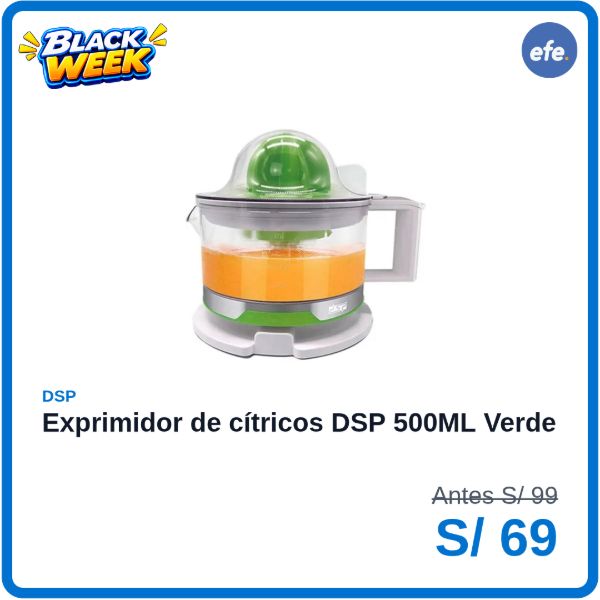 BLACK
WEEK
efe.
DSP
Exprimidor de cítricos DSP 500ML Verde
Antes S/ 99
S/ 69